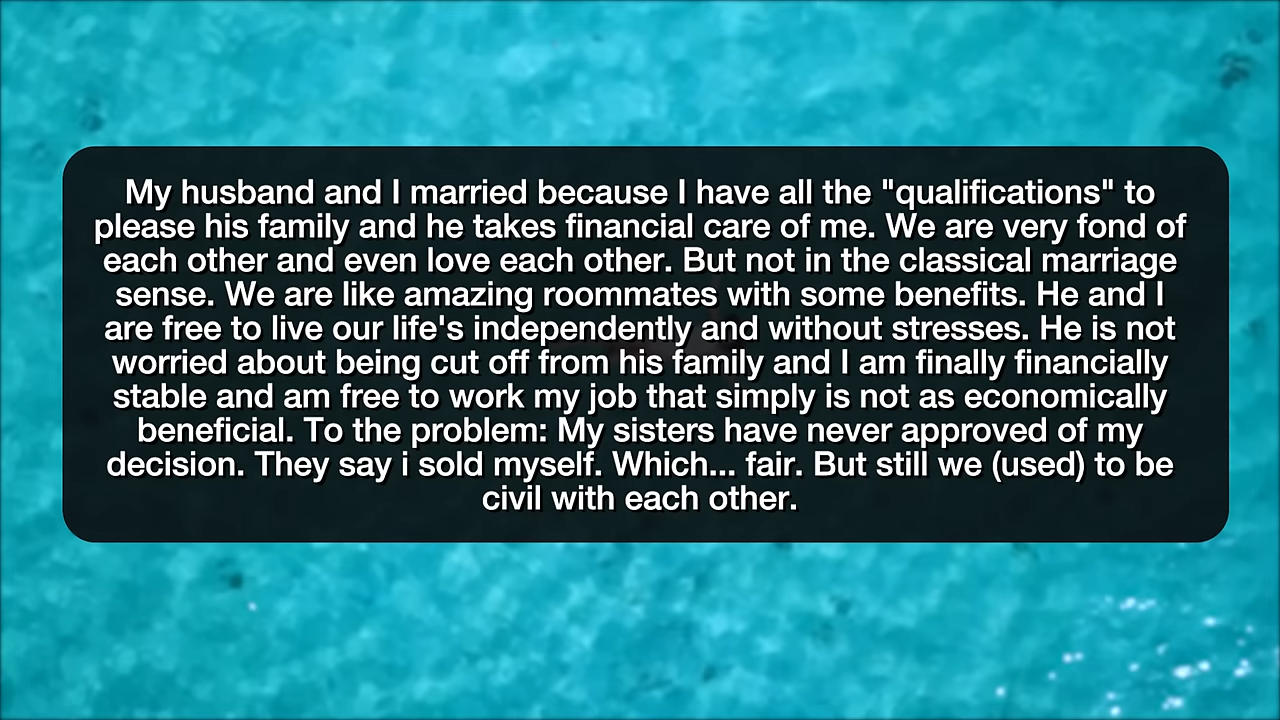 My husband and I married because I have all the "qualifications" to
please his family and he takes financial care of me. We are very fond of
each other and even love each other. But not in the classical marriage
sense. We are like amazing roommates with some benefits. He and I
are free to live our life's independently and without stresses. He is not
worried about being cut off from his family and I am finally financially
stable and am free to work my job that simply is not as economically
beneficial. To the problem: My sisters have never approved of my
decision. They say i sold myself. Which... fair. But still we (used) to be
civil with each other.